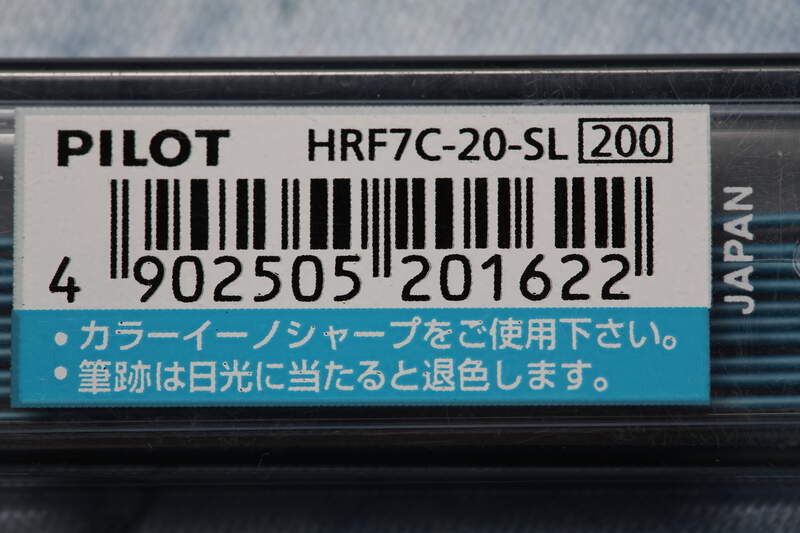 PILOT HRF7C-20-SL 200
4 902505 201622
・カラーイーノシャープをご使用下さい。
・筆跡は日光に当たると退色します。
JAPAN